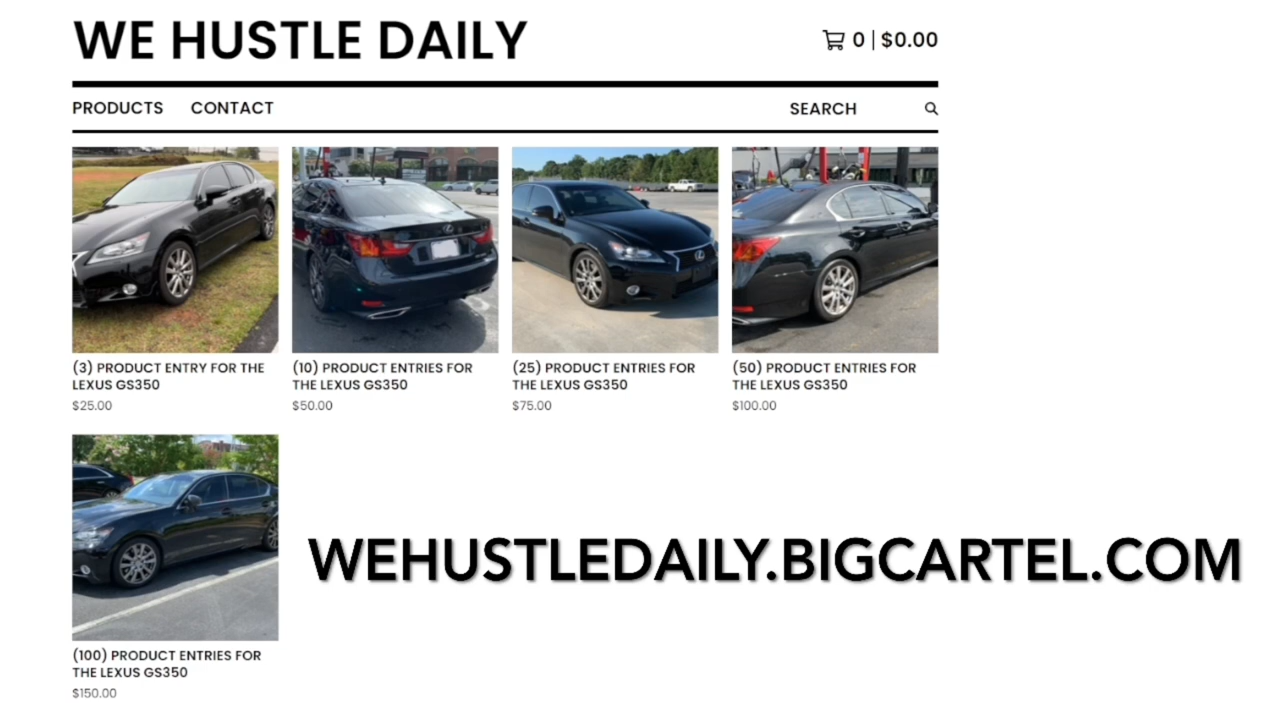 WE HUSTLE DAILY
0 | $0.00
PRODUCTS CONTACT
SEARCH
(3) PRODUCT ENTRY FOR THE
LEXUS GS350
$25.00
(10) PRODUCT ENTRIES FOR
THE LEXUS GS350
$50.00
(25) PRODUCT ENTRIES FOR
THE LEXUS GS350
$75.00
(50) PRODUCT ENTRIES FOR
THE LEXUS GS350
$100.00
(100) PRODUCT ENTRIES FOR
THE LEXUS GS350
$150.00
WEHUSTLEDAILY.BIGCARTEL.COM